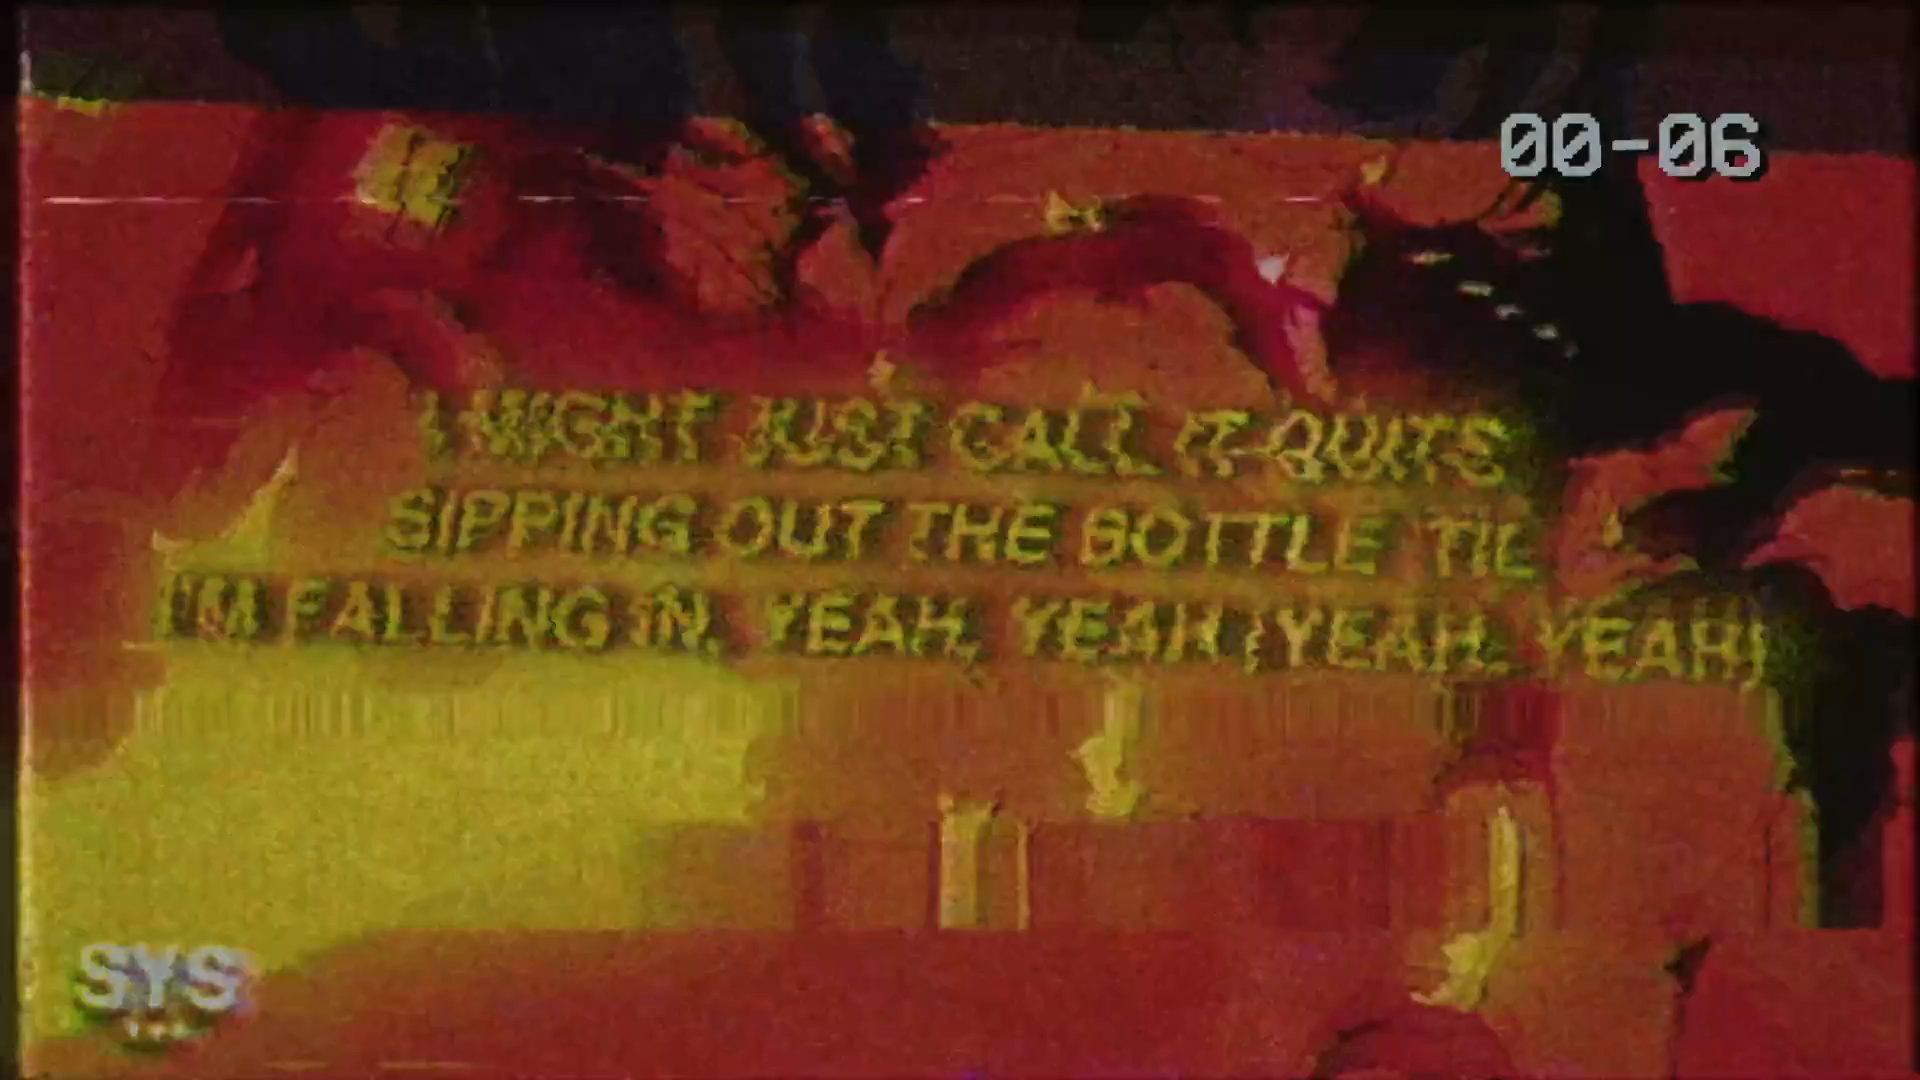 00-06
I MIGHT JUST CALL IT QUITS
SIPPING OUT THE BOTTLE 'TIL
I'M FALLING IN, YEAH, YEAH (YEAH, YEAH)
SYS